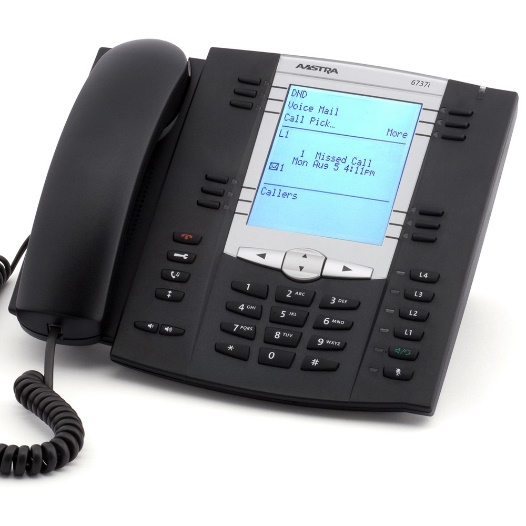 AASTRA
6737i
DND
Voice Mail
Call Pick… More
L1
1 Missed Call
Mon Aug 5 4:11pm
1
Callers
L4
L3
L2
L1
1 2 ABC 3 DEF
4 GHI 5 JKL 6 MNO
7 PQRS 8 TUV 9 WXYZ
* 0 #